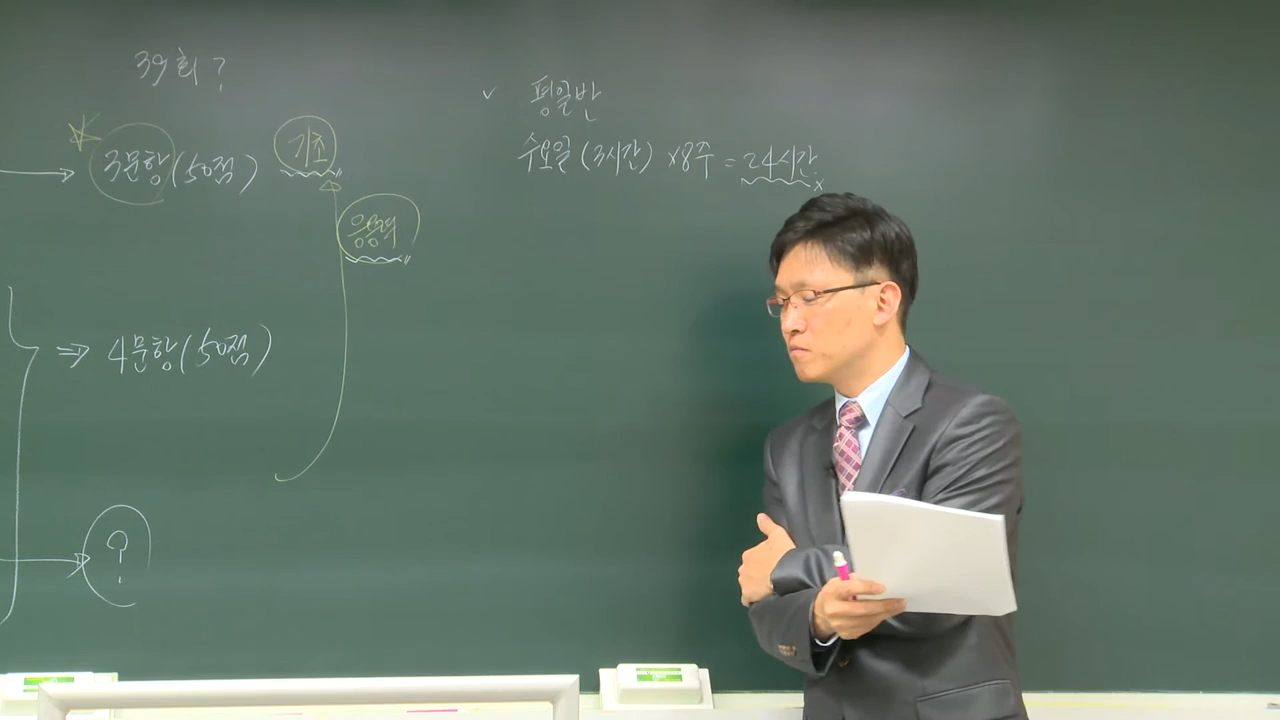 39회?
3문항(50점) 기초
응용력
4문항(50점)
?
✓ 평일반
수요일 (3시간) x8주 = 24시간